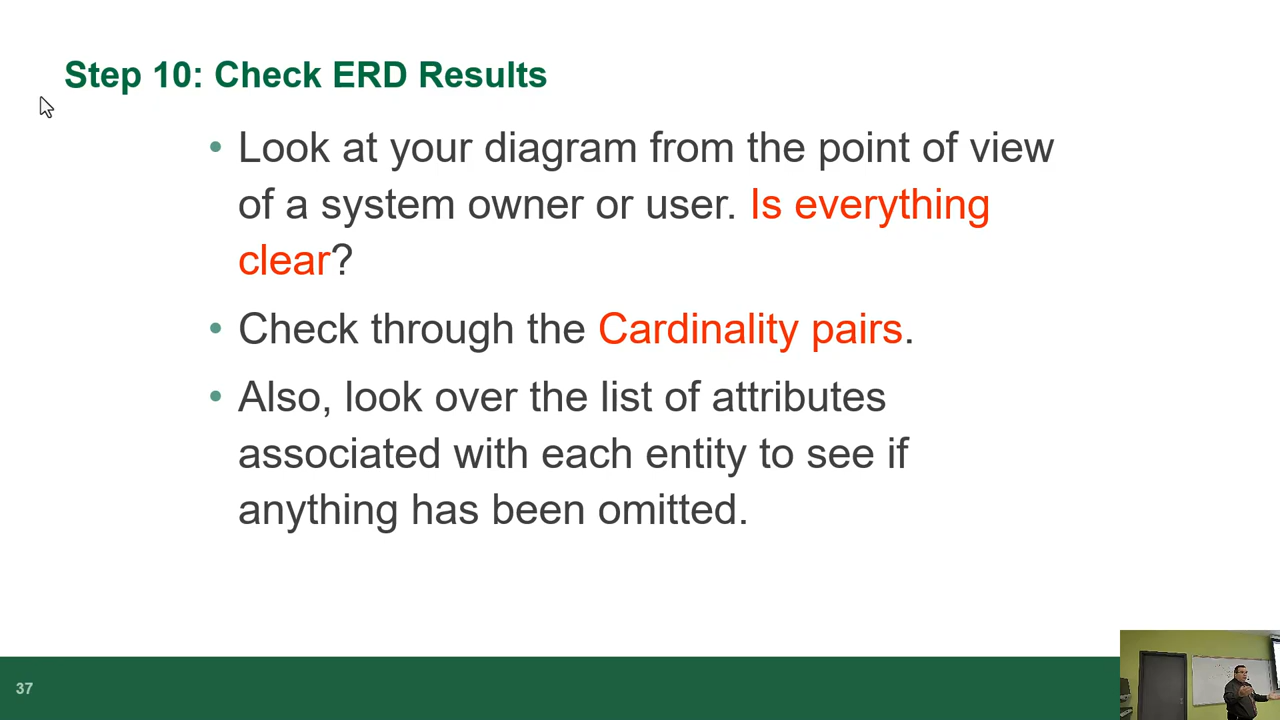 Step 10: Check ERD Results
• Look at your diagram from the point of view
of a system owner or user. Is everything
clear?
• Check through the Cardinality pairs.
• Also, look over the list of attributes
associated with each entity to see if
anything has been omitted.
37